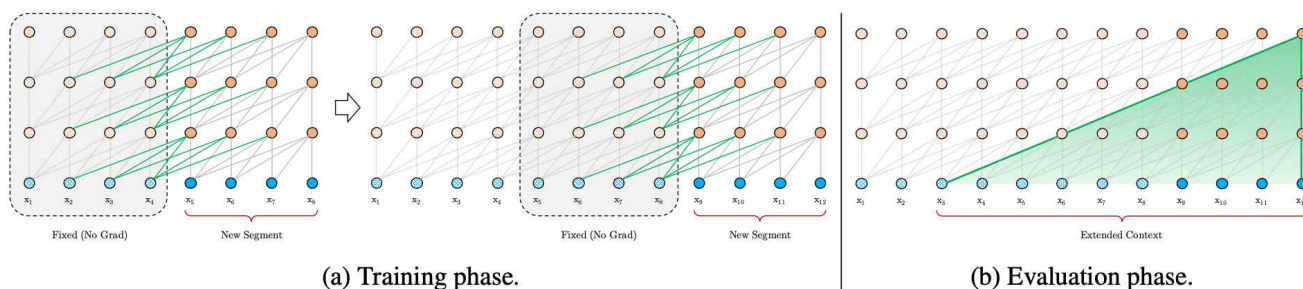 x₁ x₂ x₃ x₄ x₅ x₆ x₇ x₈
Fixed (No Grad) New Segment
x₁ x₂ x₃ x₄ x₅ x₆ x₇ x₈ x₉ x₁₀ x₁₁ x₁₂
Fixed (No Grad) New Segment
(a) Training phase.
x₁ x₂ x₃ x₄ x₅ x₆ x₇ x₈ x₉ x₁₀ x₁₁
Extended Context
(b) Evaluation phase.